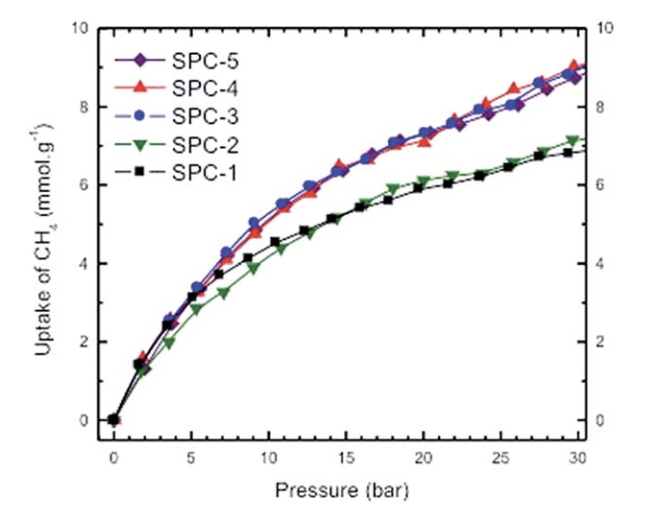 10 10
SPC-5
SPC-4
8 8
SPC-3
SPC-2
SPC-1
6 6
4 4
2 2
0 0
0 5 10 15 20 25 30
Uptake of CH₄ (mmol.g⁻¹)
Pressure (bar)